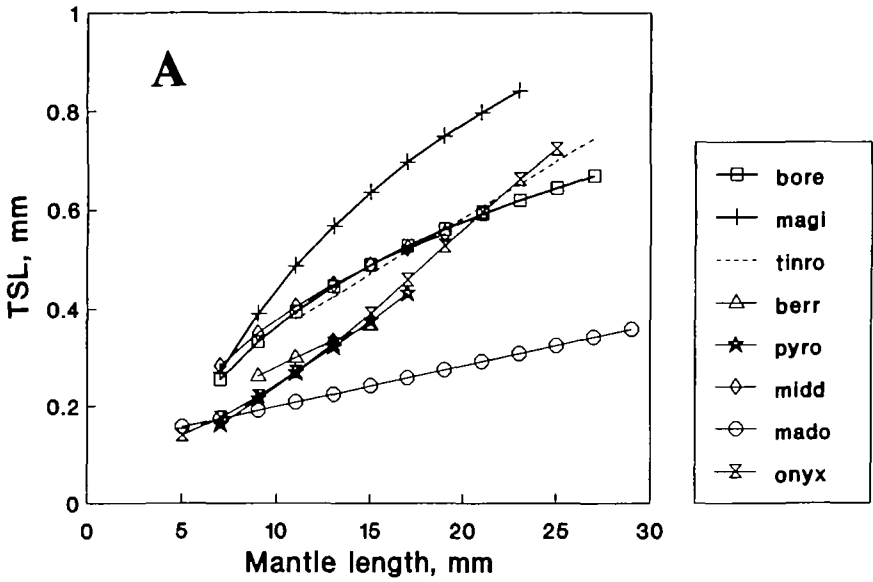 A
1
0.8
0.6
0.4
0.2
0
TSL, mm
0 5 10 15 20 25 30
Mantle length, mm
bore
magi
tinro
berr
pyro
midd
mado
onyx